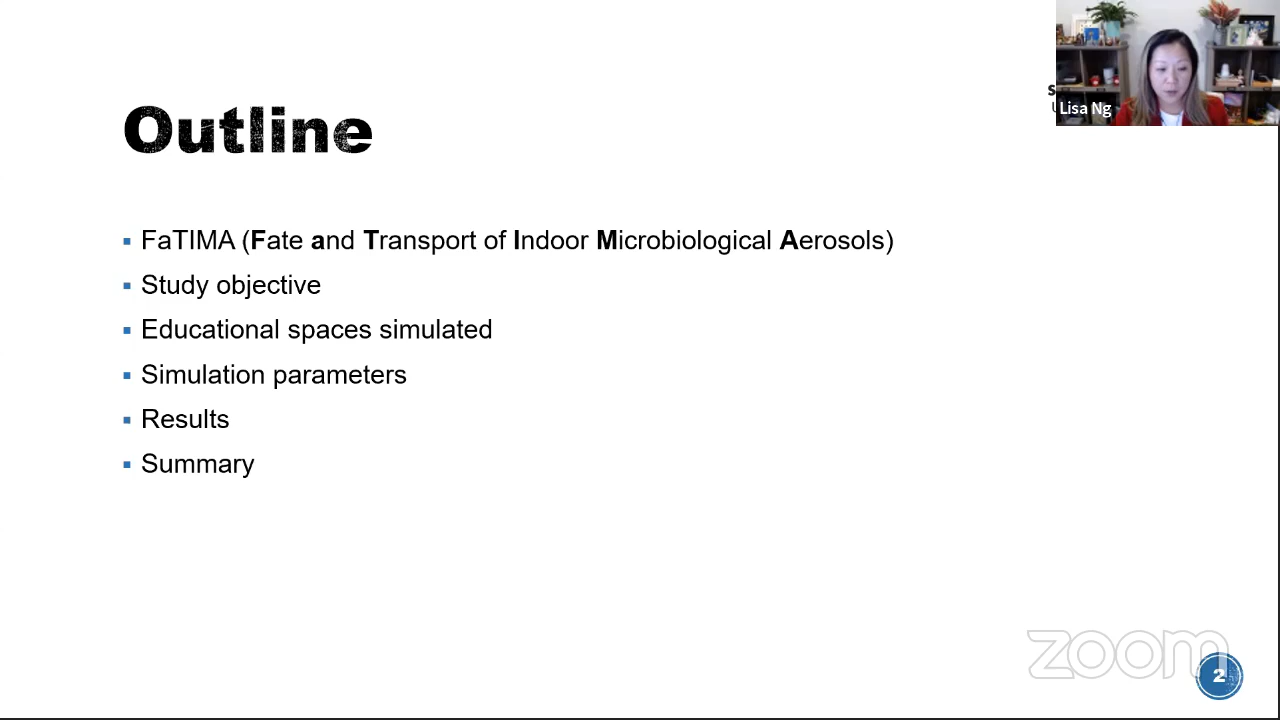 Outline
Lisa Ng
FaTIMA (Fate and Transport of Indoor Microbiological Aerosols)
Study objective
Educational spaces simulated
Simulation parameters
Results
Summary
zoom
2